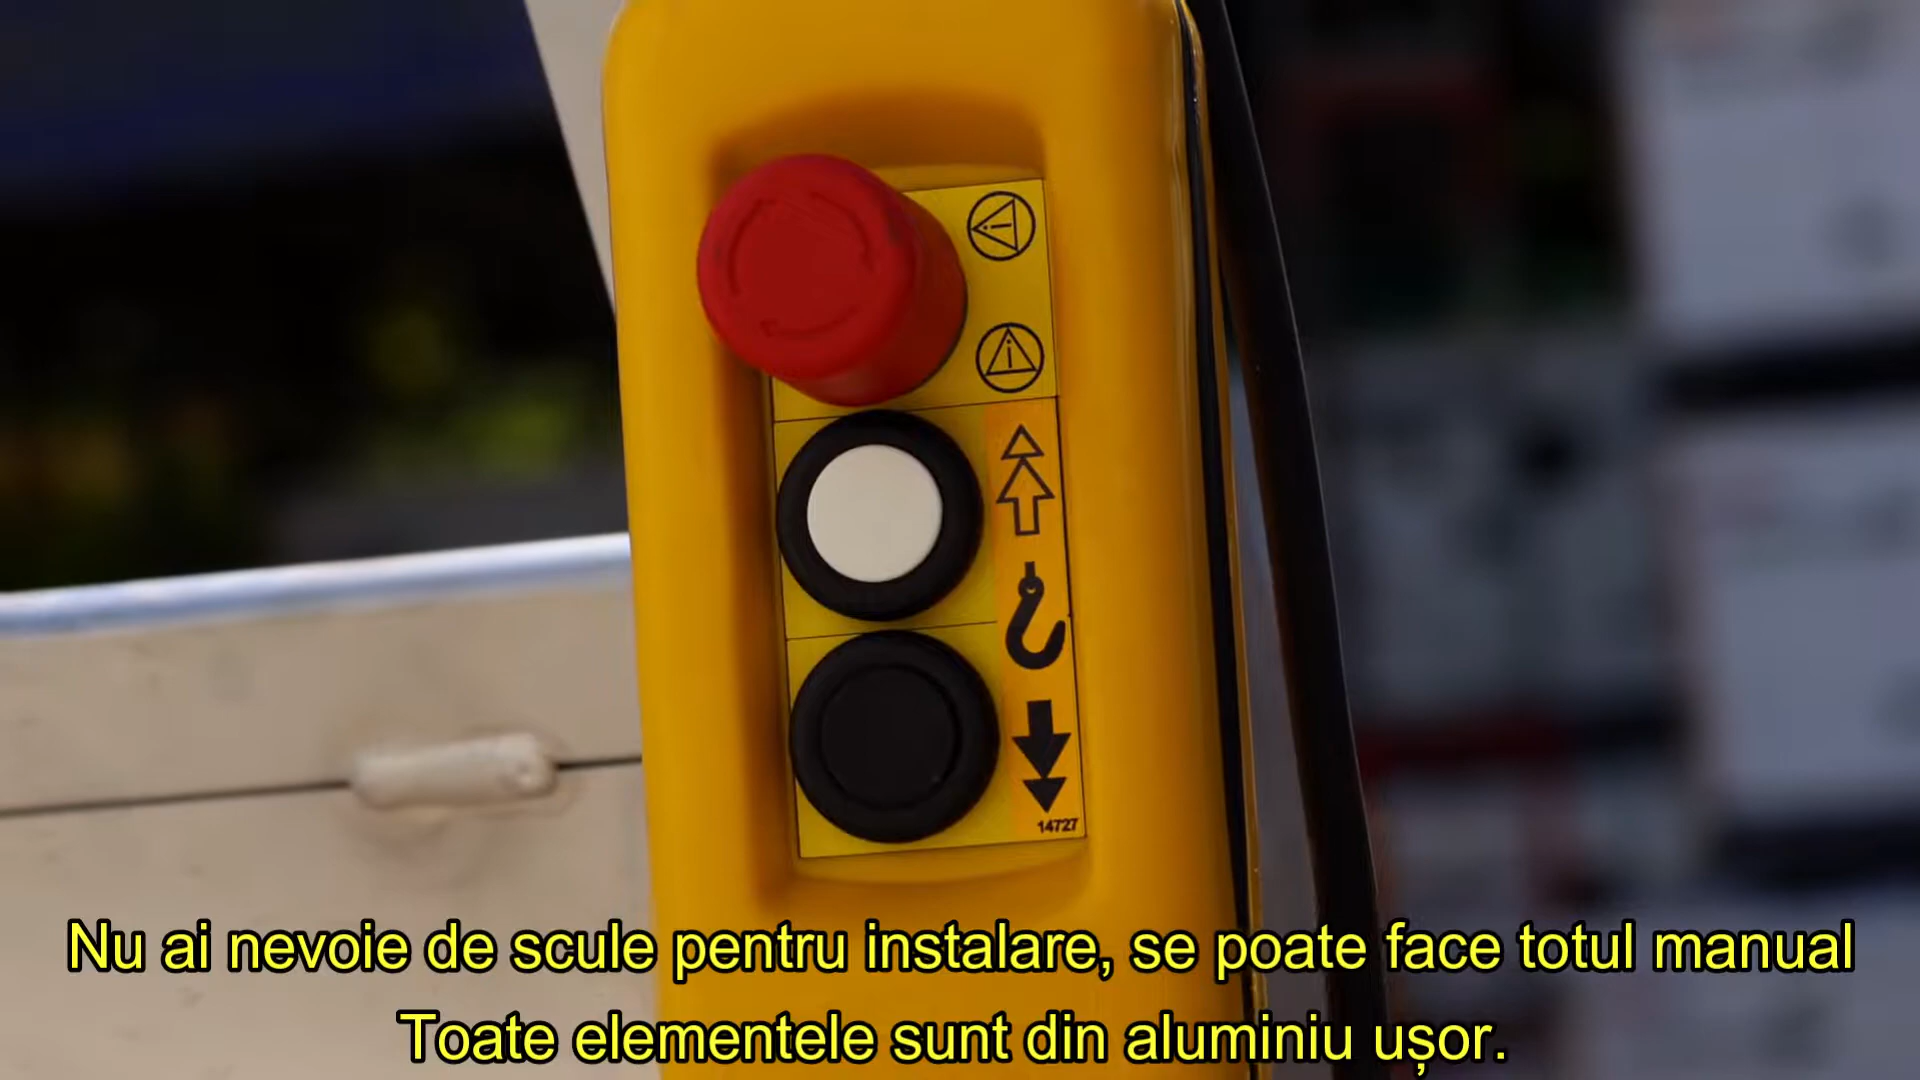 14727
Nu ai nevoie de scule pentru instalare, se poate face totul manual
Toate elementele sunt din aluminiu ușor.